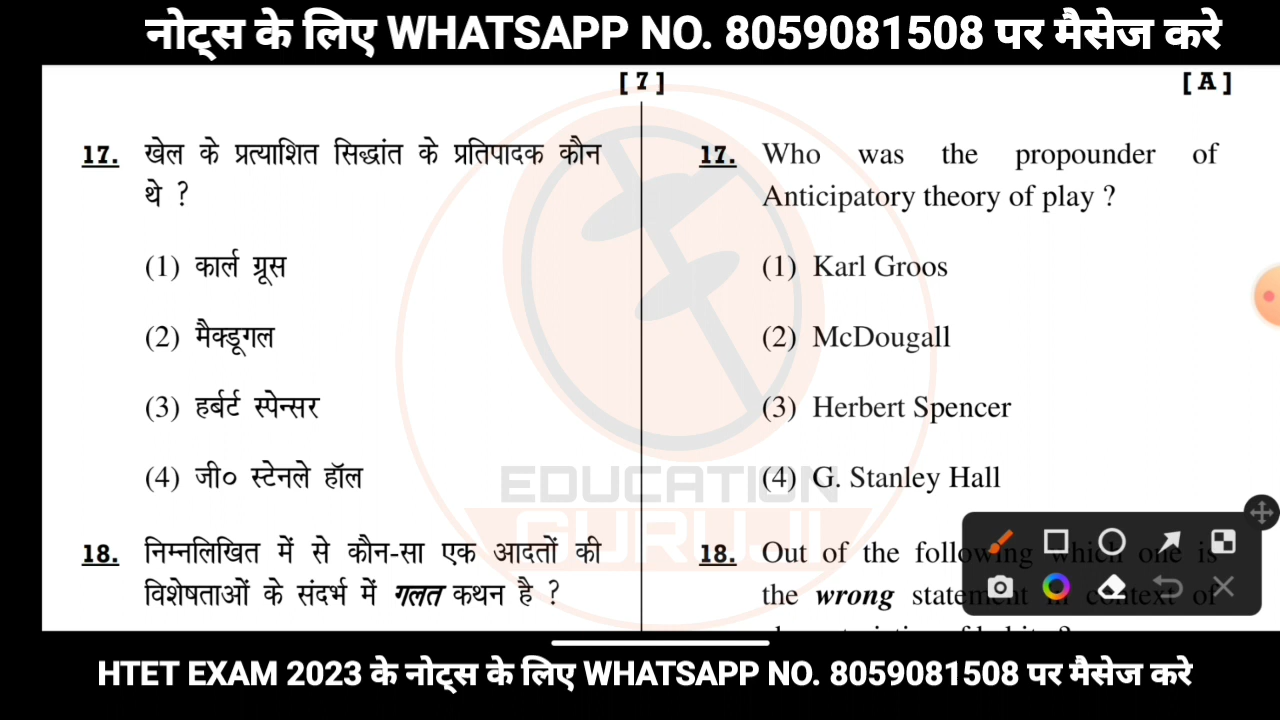 नोट्स के लिए WHATSAPP NO. 8059081508 पर मैसेज करे
[ 7 ]
[ A ]
17. खेल के प्रत्याशित सिद्धांत के प्रतिपादक कौन
थे ?
(1) कार्ल ग्रूस
(2) मैक्डूगल
(3) हर्बर्ट स्पेन्सर
(4) जी० स्टेनले हॉल
18. निम्नलिखित में से कौन-सा एक आदतों की
विशेषताओं के संदर्भ में गलत कथन है ?
17. Who was the propounder of
Anticipatory theory of play ?
(1) Karl Groos
(2) McDougall
(3) Herbert Spencer
(4) G. Stanley Hall
18. Out of the following which one is
the wrong statement in context of
EDUCATION
GURUJI
HTET EXAM 2023 के नोट्स के लिए WHATSAPP NO. 8059081508 पर मैसेज करे